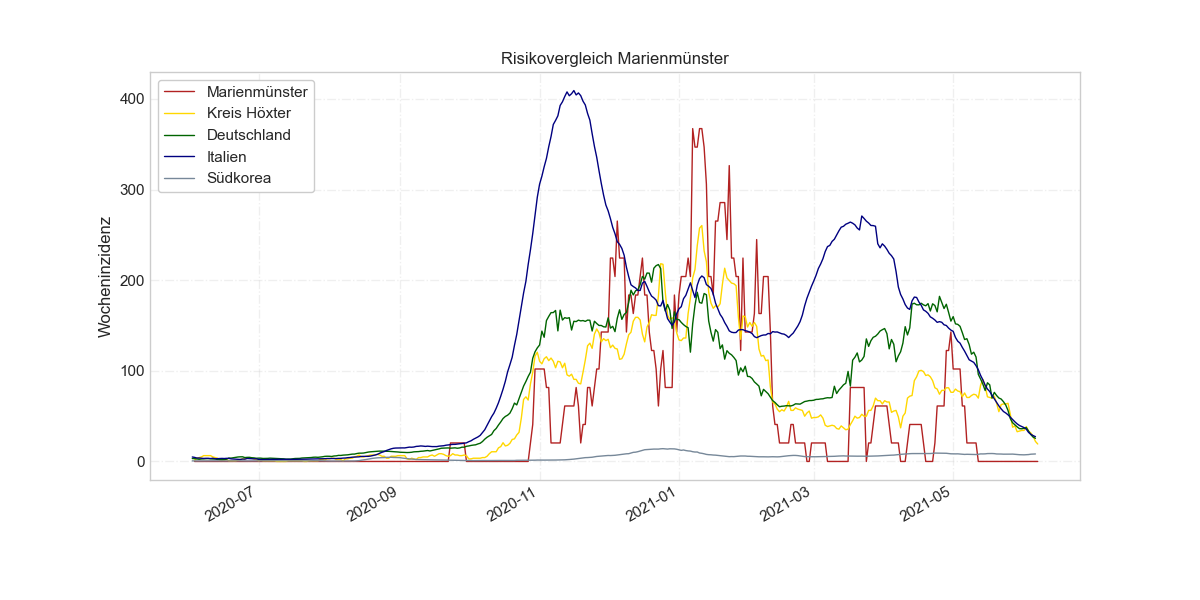 Risikovergleich Marienmünster
Marienmünster
Kreis Höxter
Deutschland
Italien
Südkorea
Wocheninzidenz
400
300
200
100
0
2020-07
2020-09
2020-11
2021-01
2021-03
2021-05